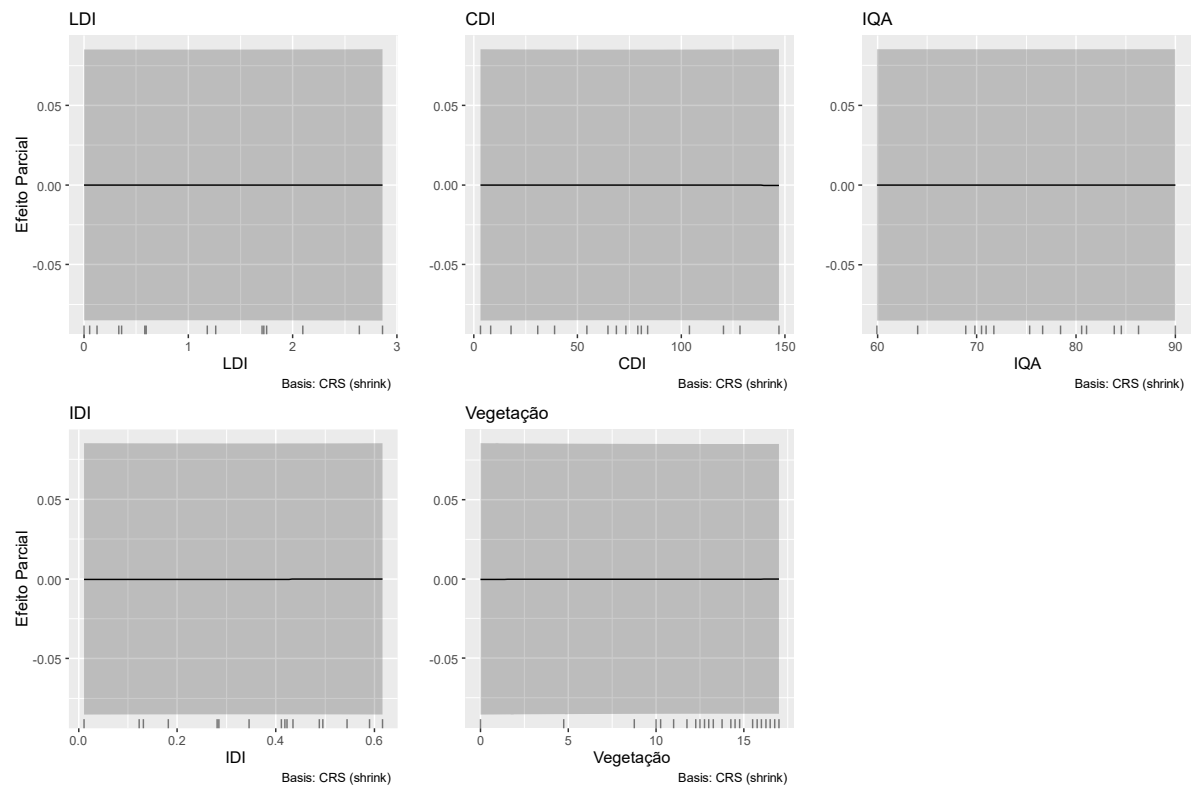 LDI
CDI
IQA
Efeito Parcial
0.05
0.00
-0.05
0.05
0.00
-0.05
0.05
0.00
-0.05
0 1 2 3
0 50 100 150
60 70 80 90
LDI
CDI
IQA
Basis: CRS (shrink)
Basis: CRS (shrink)
Basis: CRS (shrink)
IDI
Vegetação
Efeito Parcial
0.05
0.00
-0.05
0.05
0.00
-0.05
0.0 0.2 0.4 0.6
0 5 10 15
IDI
Vegetação
Basis: CRS (shrink)
Basis: CRS (shrink)